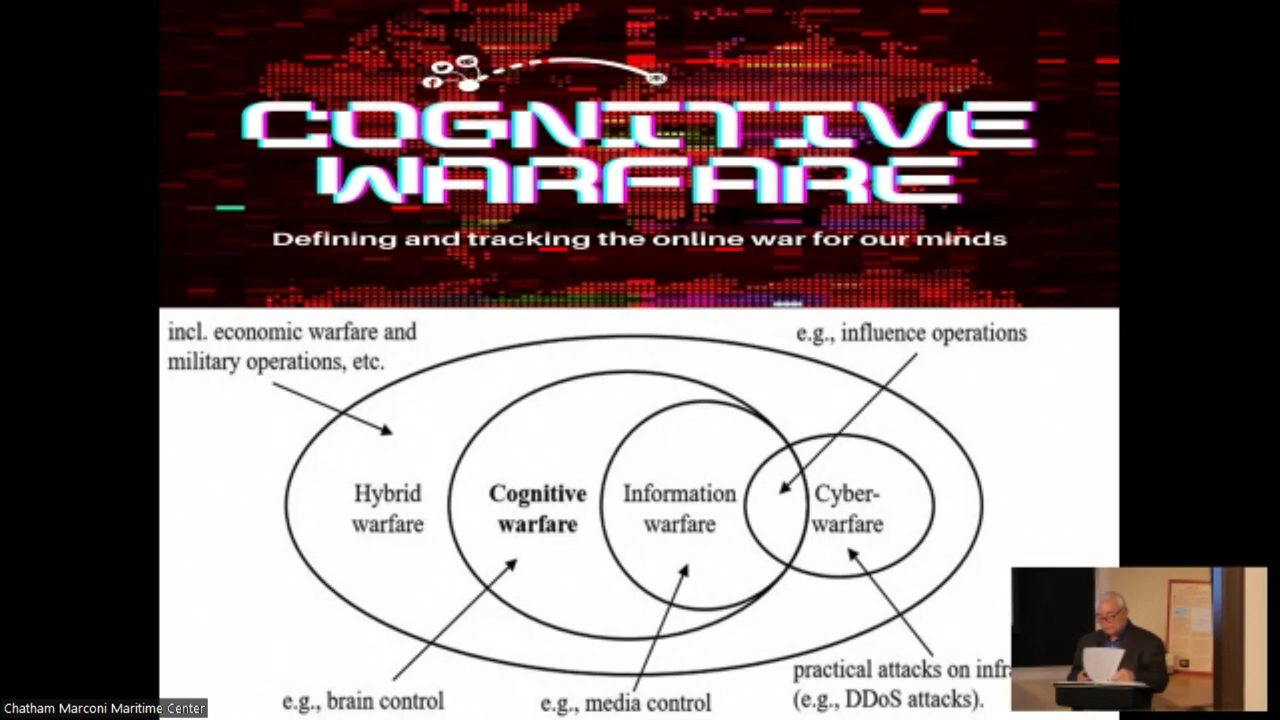 COGNITIVE
WARFARE
Defining and tracking the online war for our minds
incl. economic warfare and
military operations, etc.
e.g., influence operations
Hybrid
warfare
Cognitive
warfare
Information
warfare
Cyber-
warfare
practical attacks on infra
(e.g., DDoS attacks).
e.g., brain control
e.g., media control
Chatham Marconi Maritime Center